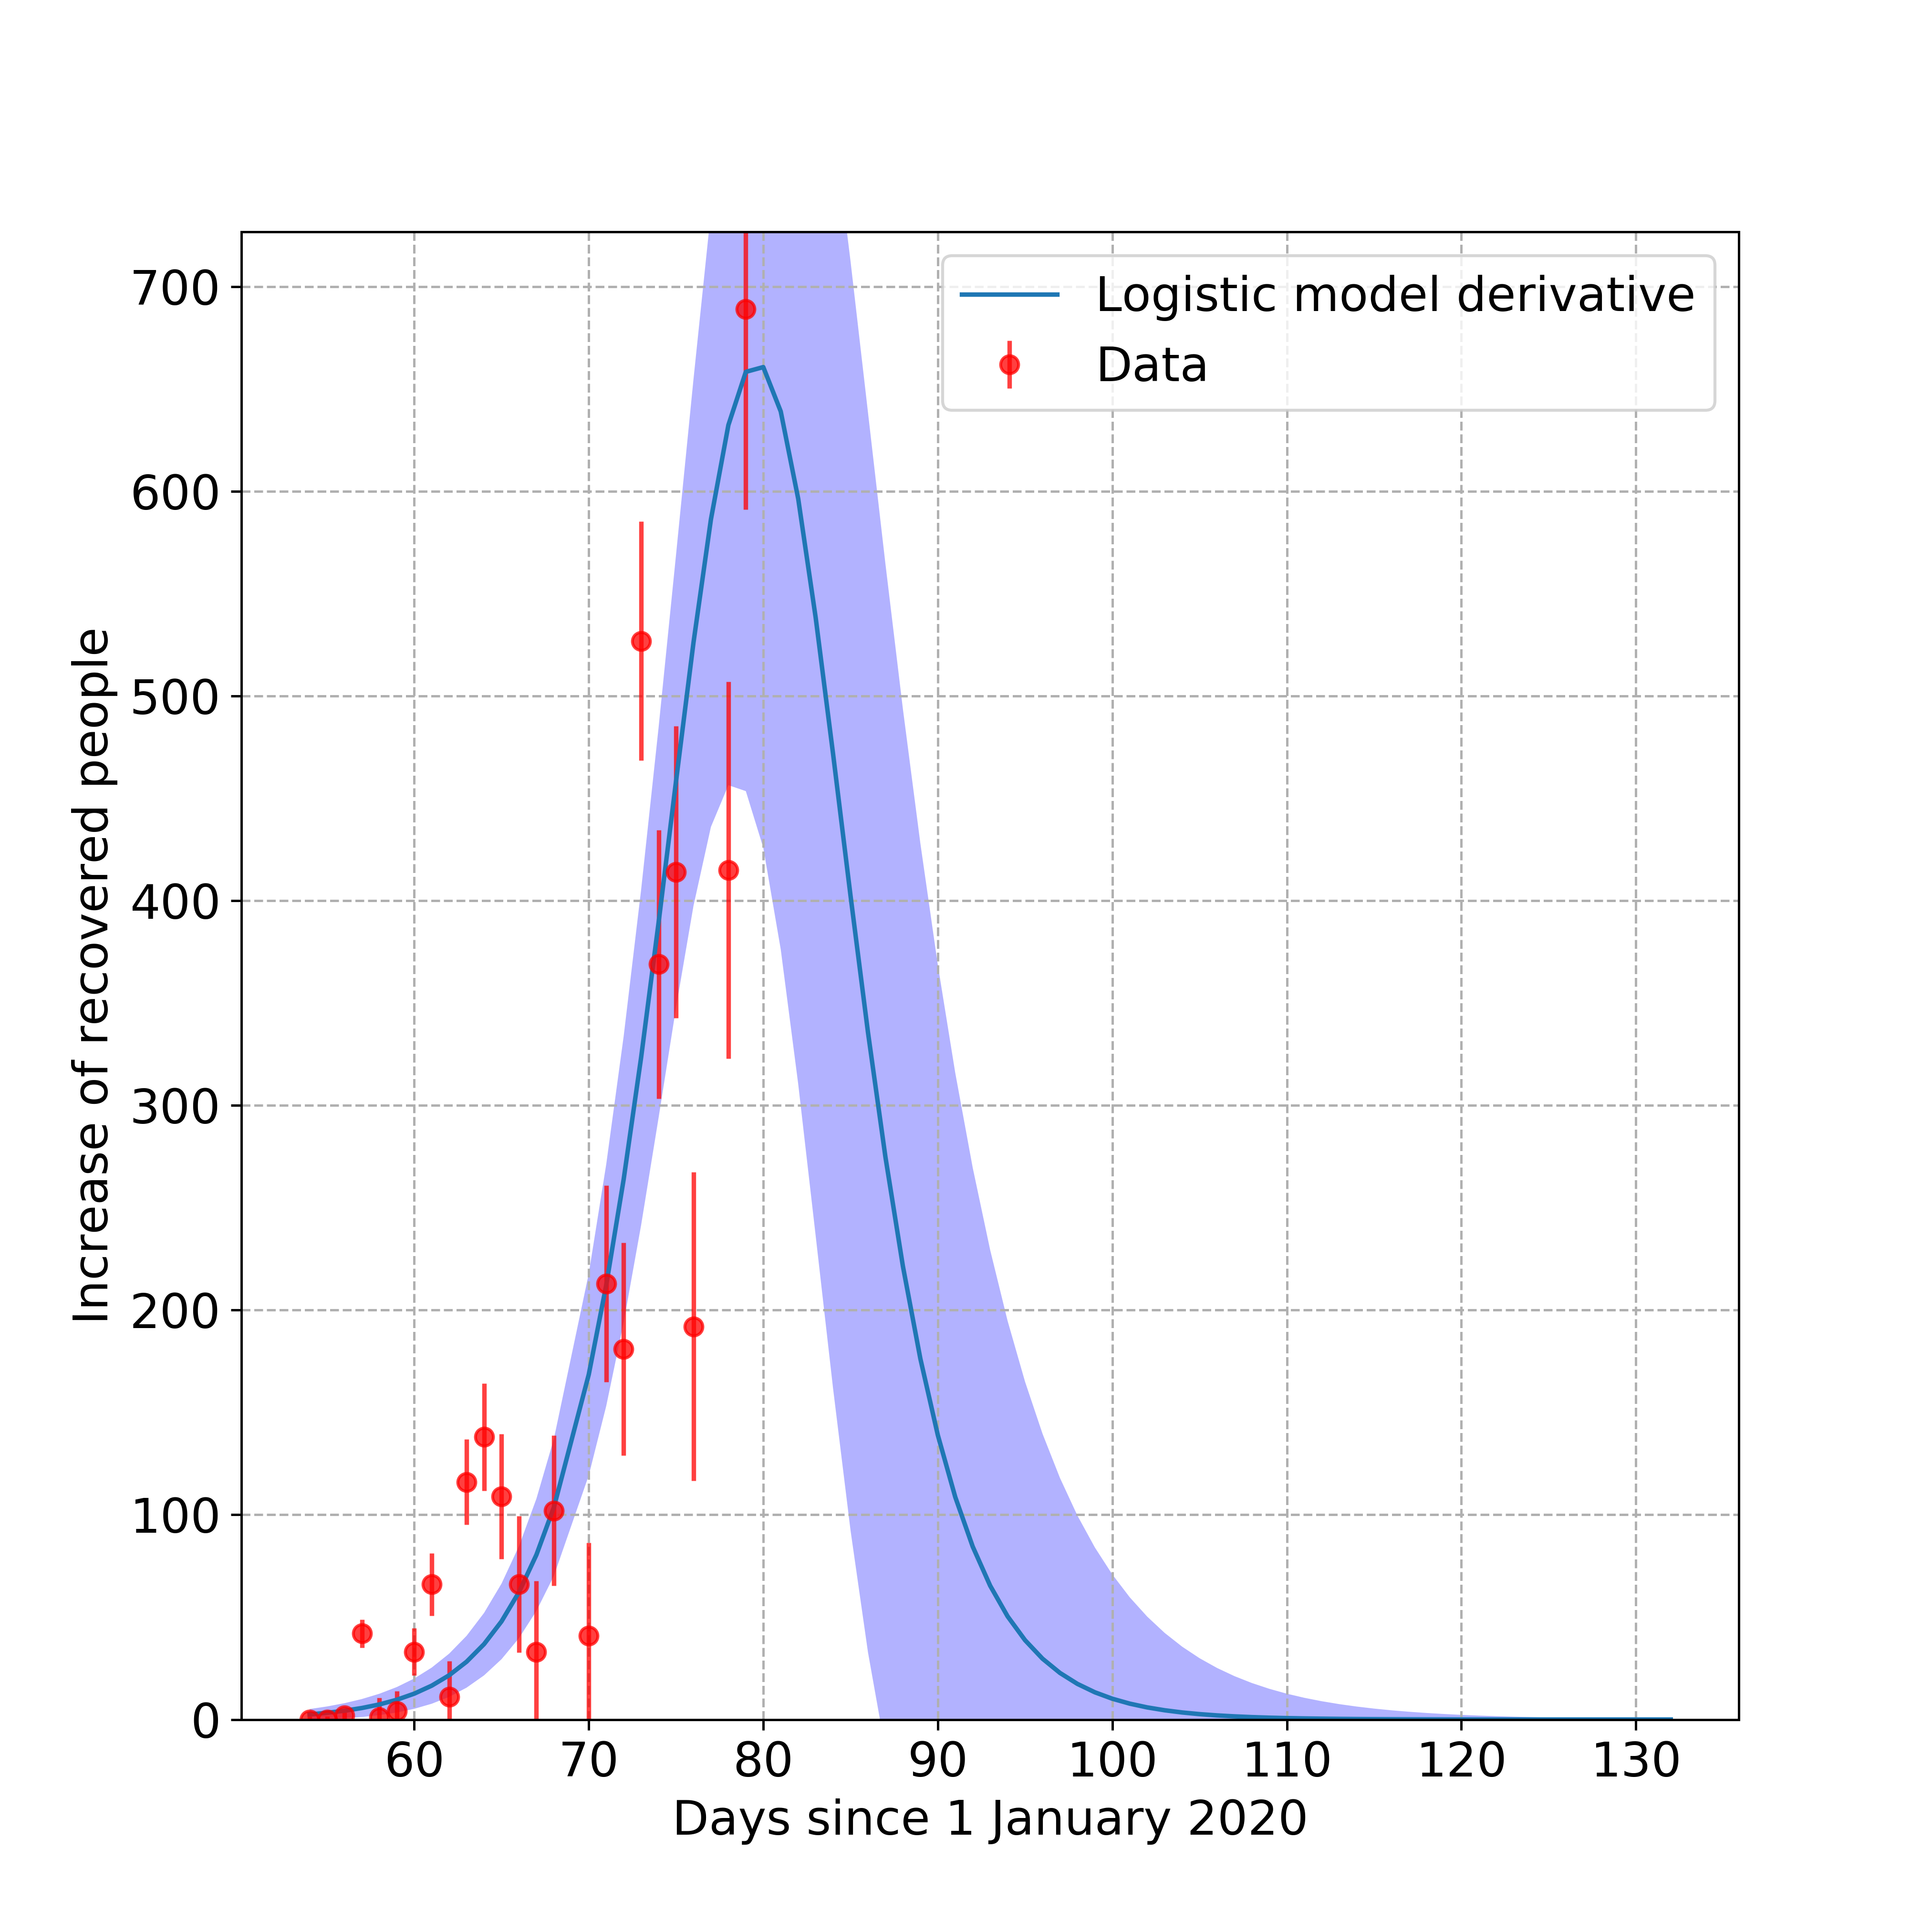 Logistic model derivative
Data
700
600
500
400
300
200
100
0
Increase of recovered people
60 70 80 90 100 110 120 130
Days since 1 January 2020